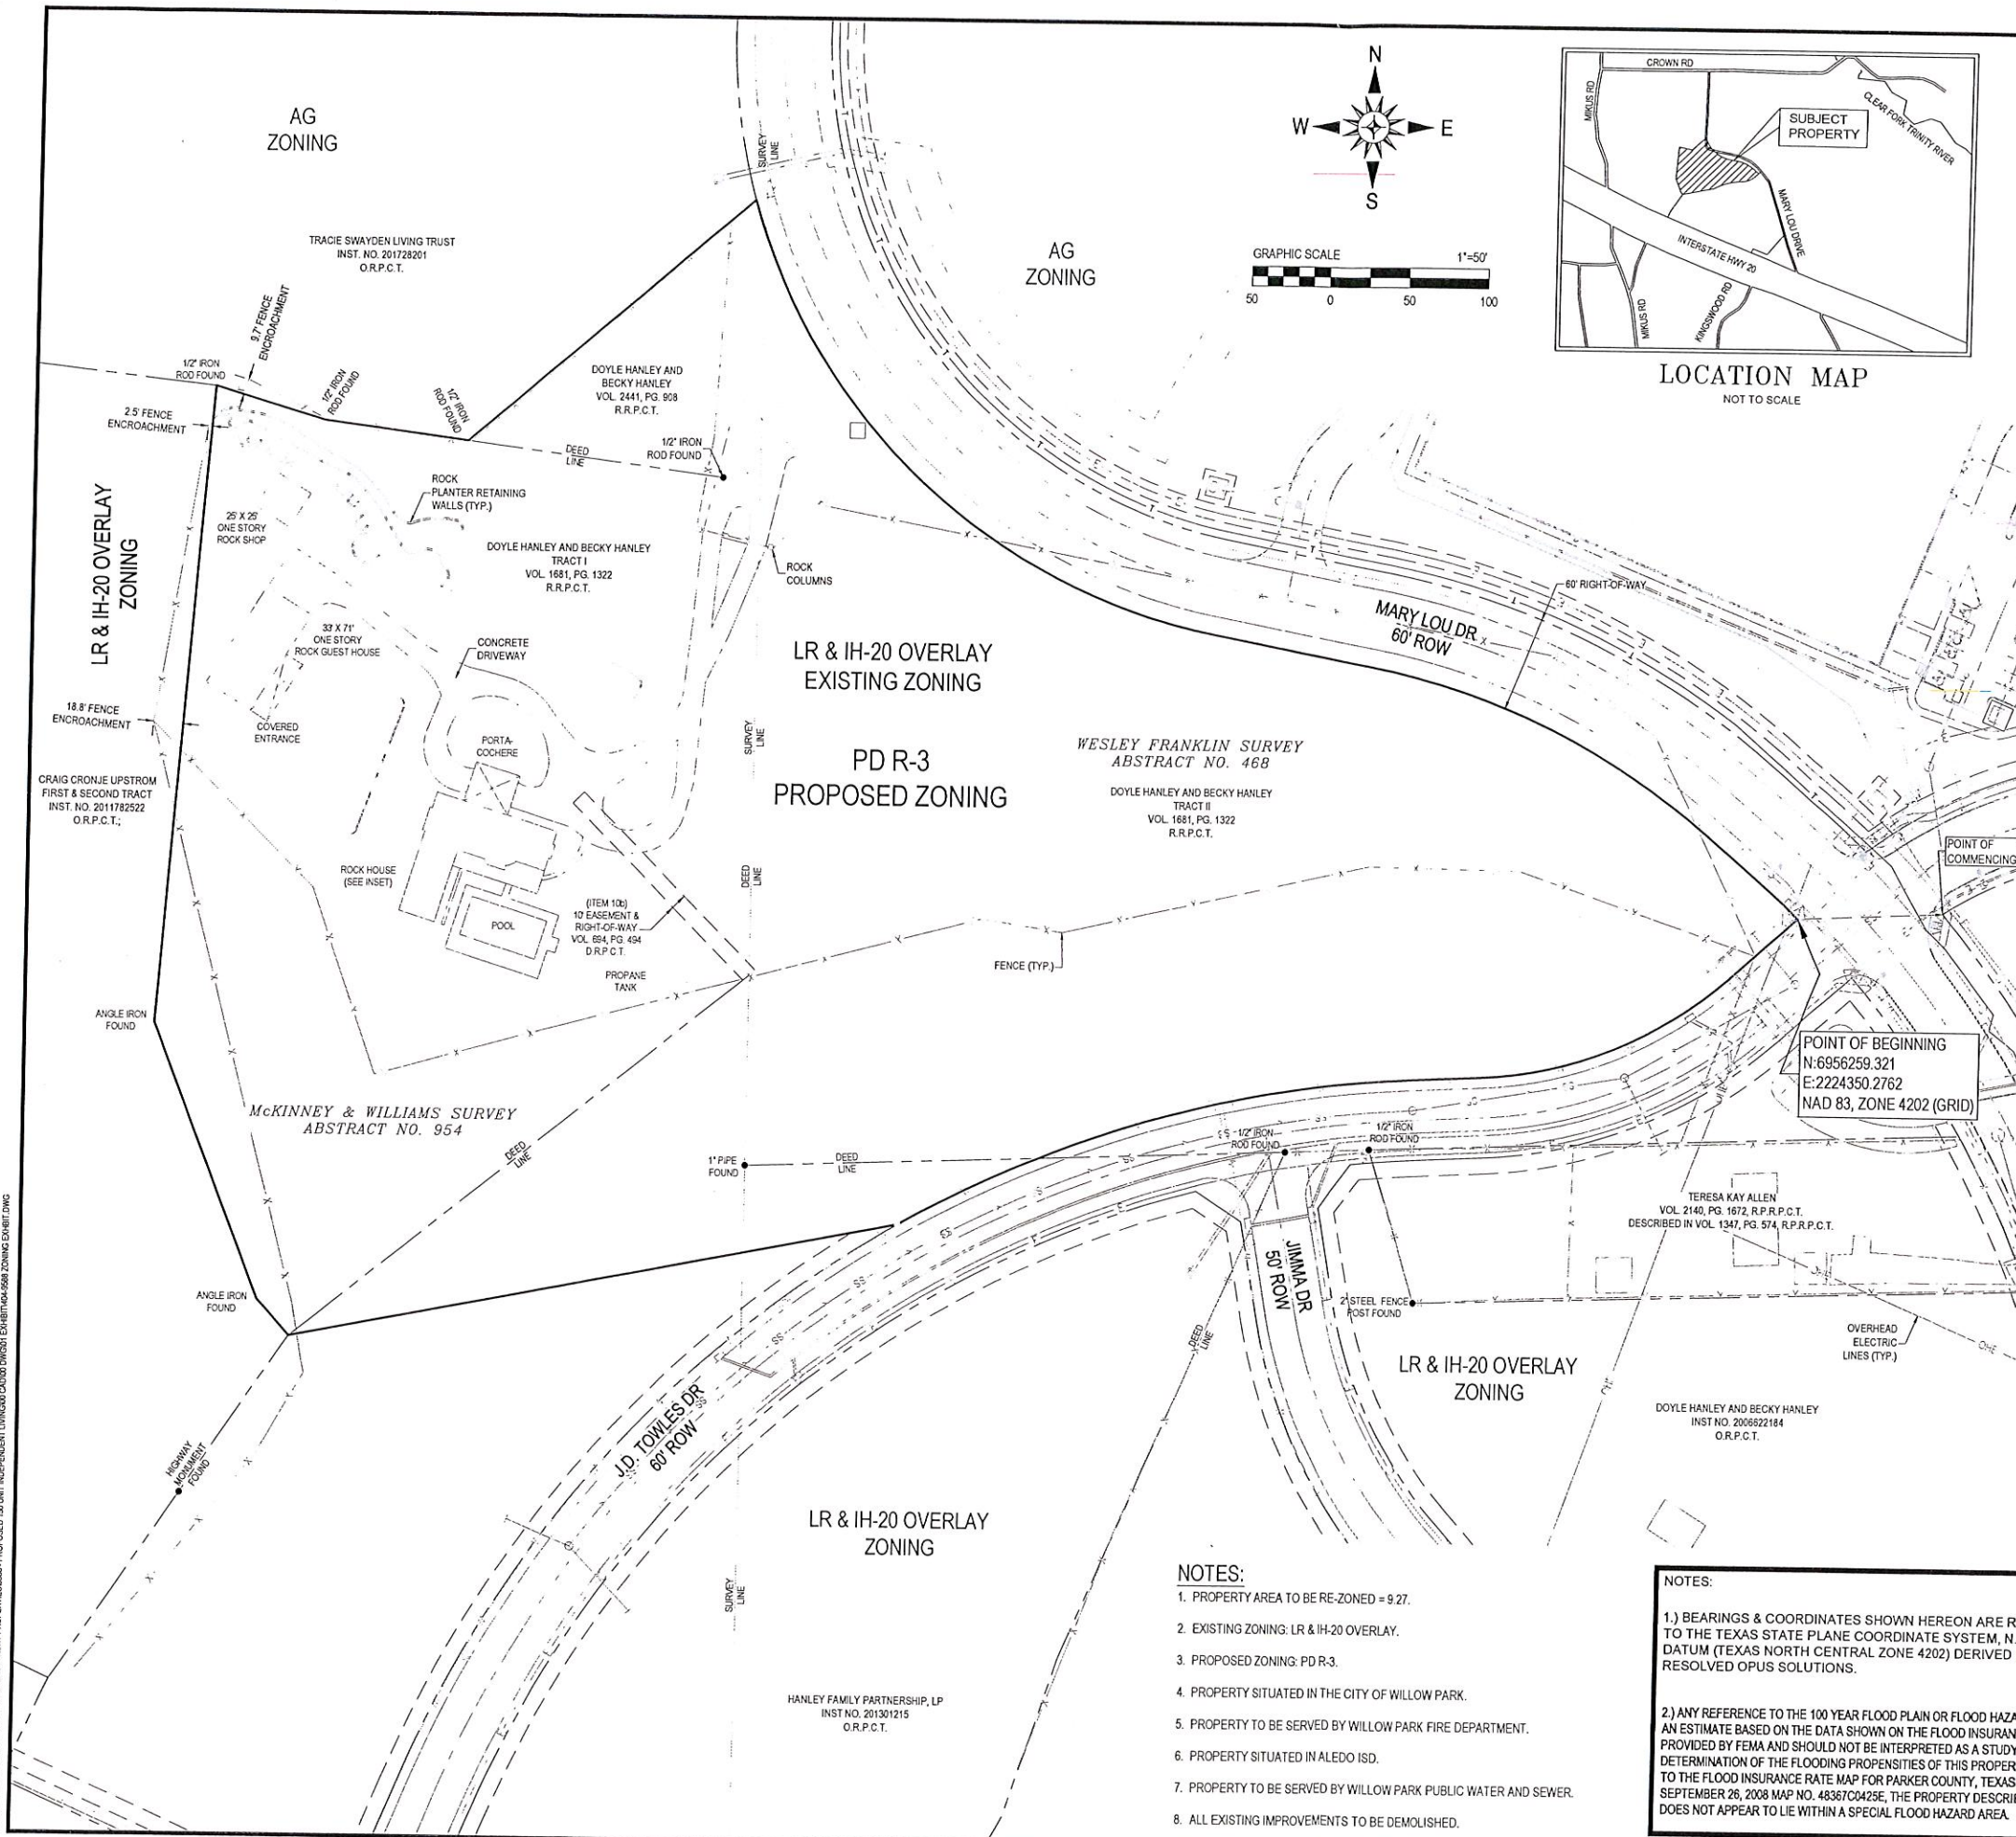 AG
ZONING
TRACIE SWAYDEN LIVING TRUST
INST. NO. 201728201
O.R.P.C.T.
SURVEY
LINE
N
W
E
S
AG
ZONING
GRAPHIC SCALE
1"=50'
50
0
50
100
CROWN RD
MIKUS RD
CLEAR FORK TRINITY RIVER
SUBJECT
PROPERTY
MARY LOU DRIVE
INTERSTATE HWY 20
MIKUS RD
KINGSWOOD RD
LOCATION MAP
NOT TO SCALE
9.7' FENCE
ENCROACHMENT
1/2" IRON
ROD FOUND
1/2" IRON
ROD FOUND
1/2" IRON
ROD FOUND
2.5' FENCE
ENCROACHMENT
DOYLE HANLEY AND
BECKY HANLEY
VOL. 2441, PG. 908
R.R.P.C.T.
1/2" IRON
ROD FOUND
DEED
LINE
LR & IH-20 OVERLAY
ZONING
ROCK
PLANTER RETAINING
WALLS (TYP.)
25' X 25'
ONE STORY
ROCK SHOP
DOYLE HANLEY AND BECKY HANLEY
TRACT I
VOL. 1681, PG. 1322
R.R.P.C.T.
ROCK
COLUMNS
33' X 71'
ONE STORY
ROCK GUEST HOUSE
CONCRETE
DRIVEWAY
LR & IH-20 OVERLAY
EXISTING ZONING
MARY LOU DR
60' ROW
60' RIGHT-OF-WAY
18.8' FENCE
ENCROACHMENT
COVERED
ENTRANCE
PORTA-
COCHERE
SURVEY
LINE
PD R-3
PROPOSED ZONING
WESLEY FRANKLIN SURVEY
ABSTRACT NO. 468
DOYLE HANLEY AND BECKY HANLEY
TRACT II
VOL. 1681, PG. 1322
R.R.P.C.T.
CRAIG CRONJE UPSTROM
FIRST & SECOND TRACT
INST. NO. 2011782522
O.R.P.C.T.;
ROCK HOUSE
(SEE INSET)
DEED
LINE
POINT OF
COMMENCING
POOL
(ITEM 10b)
10' EASEMENT &
RIGHT-OF-WAY
VOL. 694, PG. 494
D.R.P.C.T.
PROPANE
TANK
FENCE (TYP.)
ANGLE IRON
FOUND
POINT OF BEGINNING
N:6956259.321
E:2224350.2762
NAD 83, ZONE 4202 (GRID)
McKINNEY & WILLIAMS SURVEY
ABSTRACT NO. 954
DEED
LINE
1" PIPE
FOUND
DEED
LINE
1/2" IRON
ROD FOUND
1/2" IRON
ROD FOUND
TERESA KAY ALLEN
VOL. 2140, PG. 1672, R.P.R.P.C.T.
DESCRIBED IN VOL. 1347, PG. 574, R.P.R.P.C.T.
JIMMA DR
50' ROW
2" STEEL FENCE
POST FOUND
ANGLE IRON
FOUND
DEED
LINE
OVERHEAD
ELECTRIC
LINES (TYP.)
OHE
LR & IH-20 OVERLAY
ZONING
DOYLE HANLEY AND BECKY HANLEY
INST NO. 2006622184
O.R.P.C.T.
J.D. TOWLES DR
60' ROW
HIGHWAY
MONUMENT
FOUND
LR & IH-20 OVERLAY
ZONING
SURVEY
LINE
HANLEY FAMILY PARTNERSHIP, LP
INST NO. 201301215
O.R.P.C.T.
NOTES:
1. PROPERTY AREA TO BE RE-ZONED = 9.27.
2. EXISTING ZONING: LR & IH-20 OVERLAY.
3. PROPOSED ZONING: PD R-3.
4. PROPERTY SITUATED IN THE CITY OF WILLOW PARK.
5. PROPERTY TO BE SERVED BY WILLOW PARK FIRE DEPARTMENT.
6. PROPERTY SITUATED IN ALEDO ISD.
7. PROPERTY TO BE SERVED BY WILLOW PARK PUBLIC WATER AND SEWER.
8. ALL EXISTING IMPROVEMENTS TO BE DEMOLISHED.
NOTES:
1.) BEARINGS & COORDINATES SHOWN HEREON ARE R
TO THE TEXAS STATE PLANE COORDINATE SYSTEM, N.
DATUM (TEXAS NORTH CENTRAL ZONE 4202) DERIVED
RESOLVED OPUS SOLUTIONS.
2.) ANY REFERENCE TO THE 100 YEAR FLOOD PLAIN OR FLOOD HAZA
AN ESTIMATE BASED ON THE DATA SHOWN ON THE FLOOD INSURAN
PROVIDED BY FEMA AND SHOULD NOT BE INTERPRETED AS A STUDY
DETERMINATION OF THE FLOODING PROPENSITIES OF THIS PROPER
TO THE FLOOD INSURANCE RATE MAP FOR PARKER COUNTY, TEXAS
SEPTEMBER 26, 2008 MAP NO. 48367C0425E, THE PROPERTY DESCRI
DOES NOT APPEAR TO LIE WITHIN A SPECIAL FLOOD HAZARD AREA.